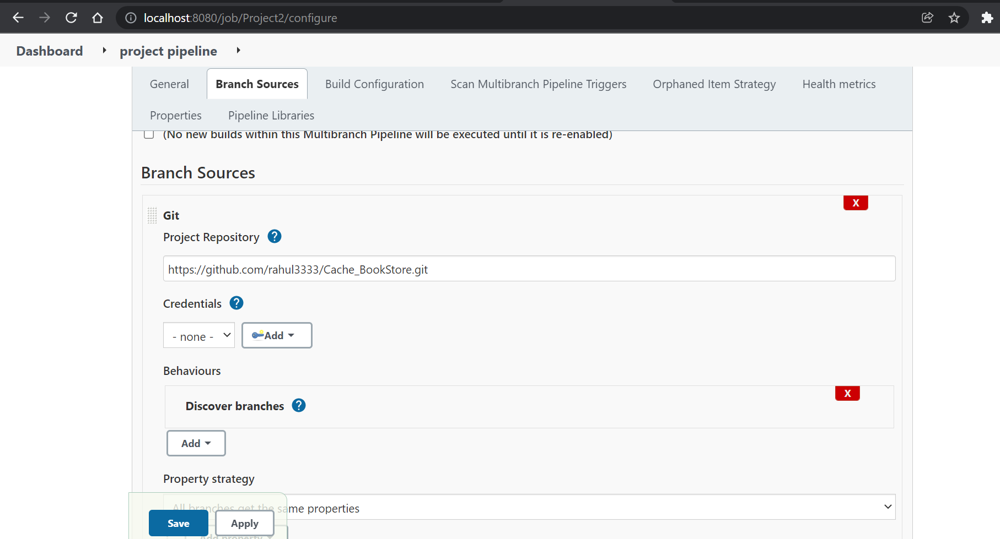 localhost:8080/job/Project2/configure
Dashboard project pipeline
General Branch Sources Build Configuration Scan Multibranch Pipeline Triggers Orphaned Item Strategy Health metrics
Properties Pipeline Libraries
(No new builds within this Multibranch Pipeline will be executed until it is re-enabled)
Branch Sources
X
Git
Project Repository ?
https://github.com/rahul3333/Cache_BookStore.git
Credentials ?
- none - Add
Behaviours
X
Discover branches ?
Add
Property strategy
All branches get the same properties
Save Apply
Add property